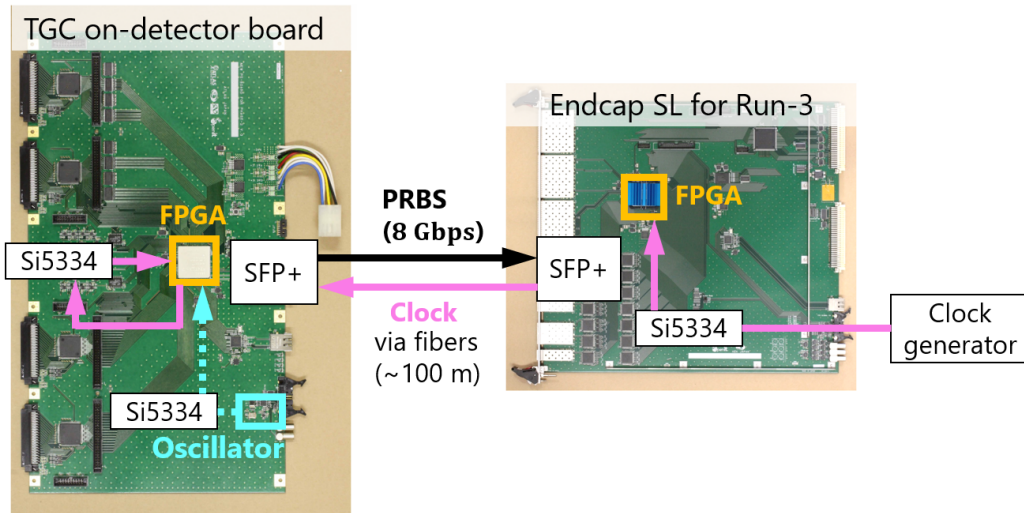 TGC on-detector board
Endcap SL for Run-3
FPGA
Si5334
SFP+
PRBS
(8 Gbps)
Clock
via fibers
(~100 m)
SFP+
FPGA
Si5334
Clock
generator
Si5334
Oscillator